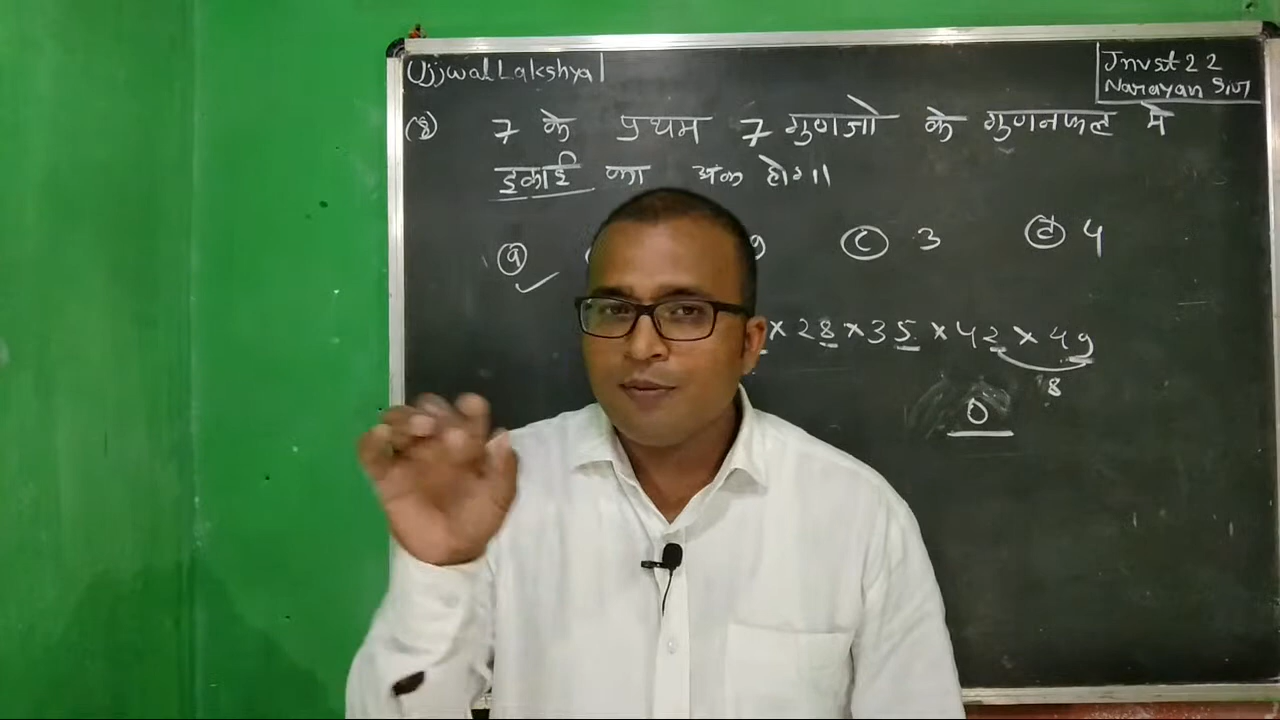 Ujjwal Lakshya
Jnvst 22
Narayan Sir
(8) 7 के प्रथम 7 गुणजो के गुणनफल मे
इकाई का अंक होगा
(a) 9 (c) 3 (d) 4
× 28 × 35 × 42 × 49
8
0